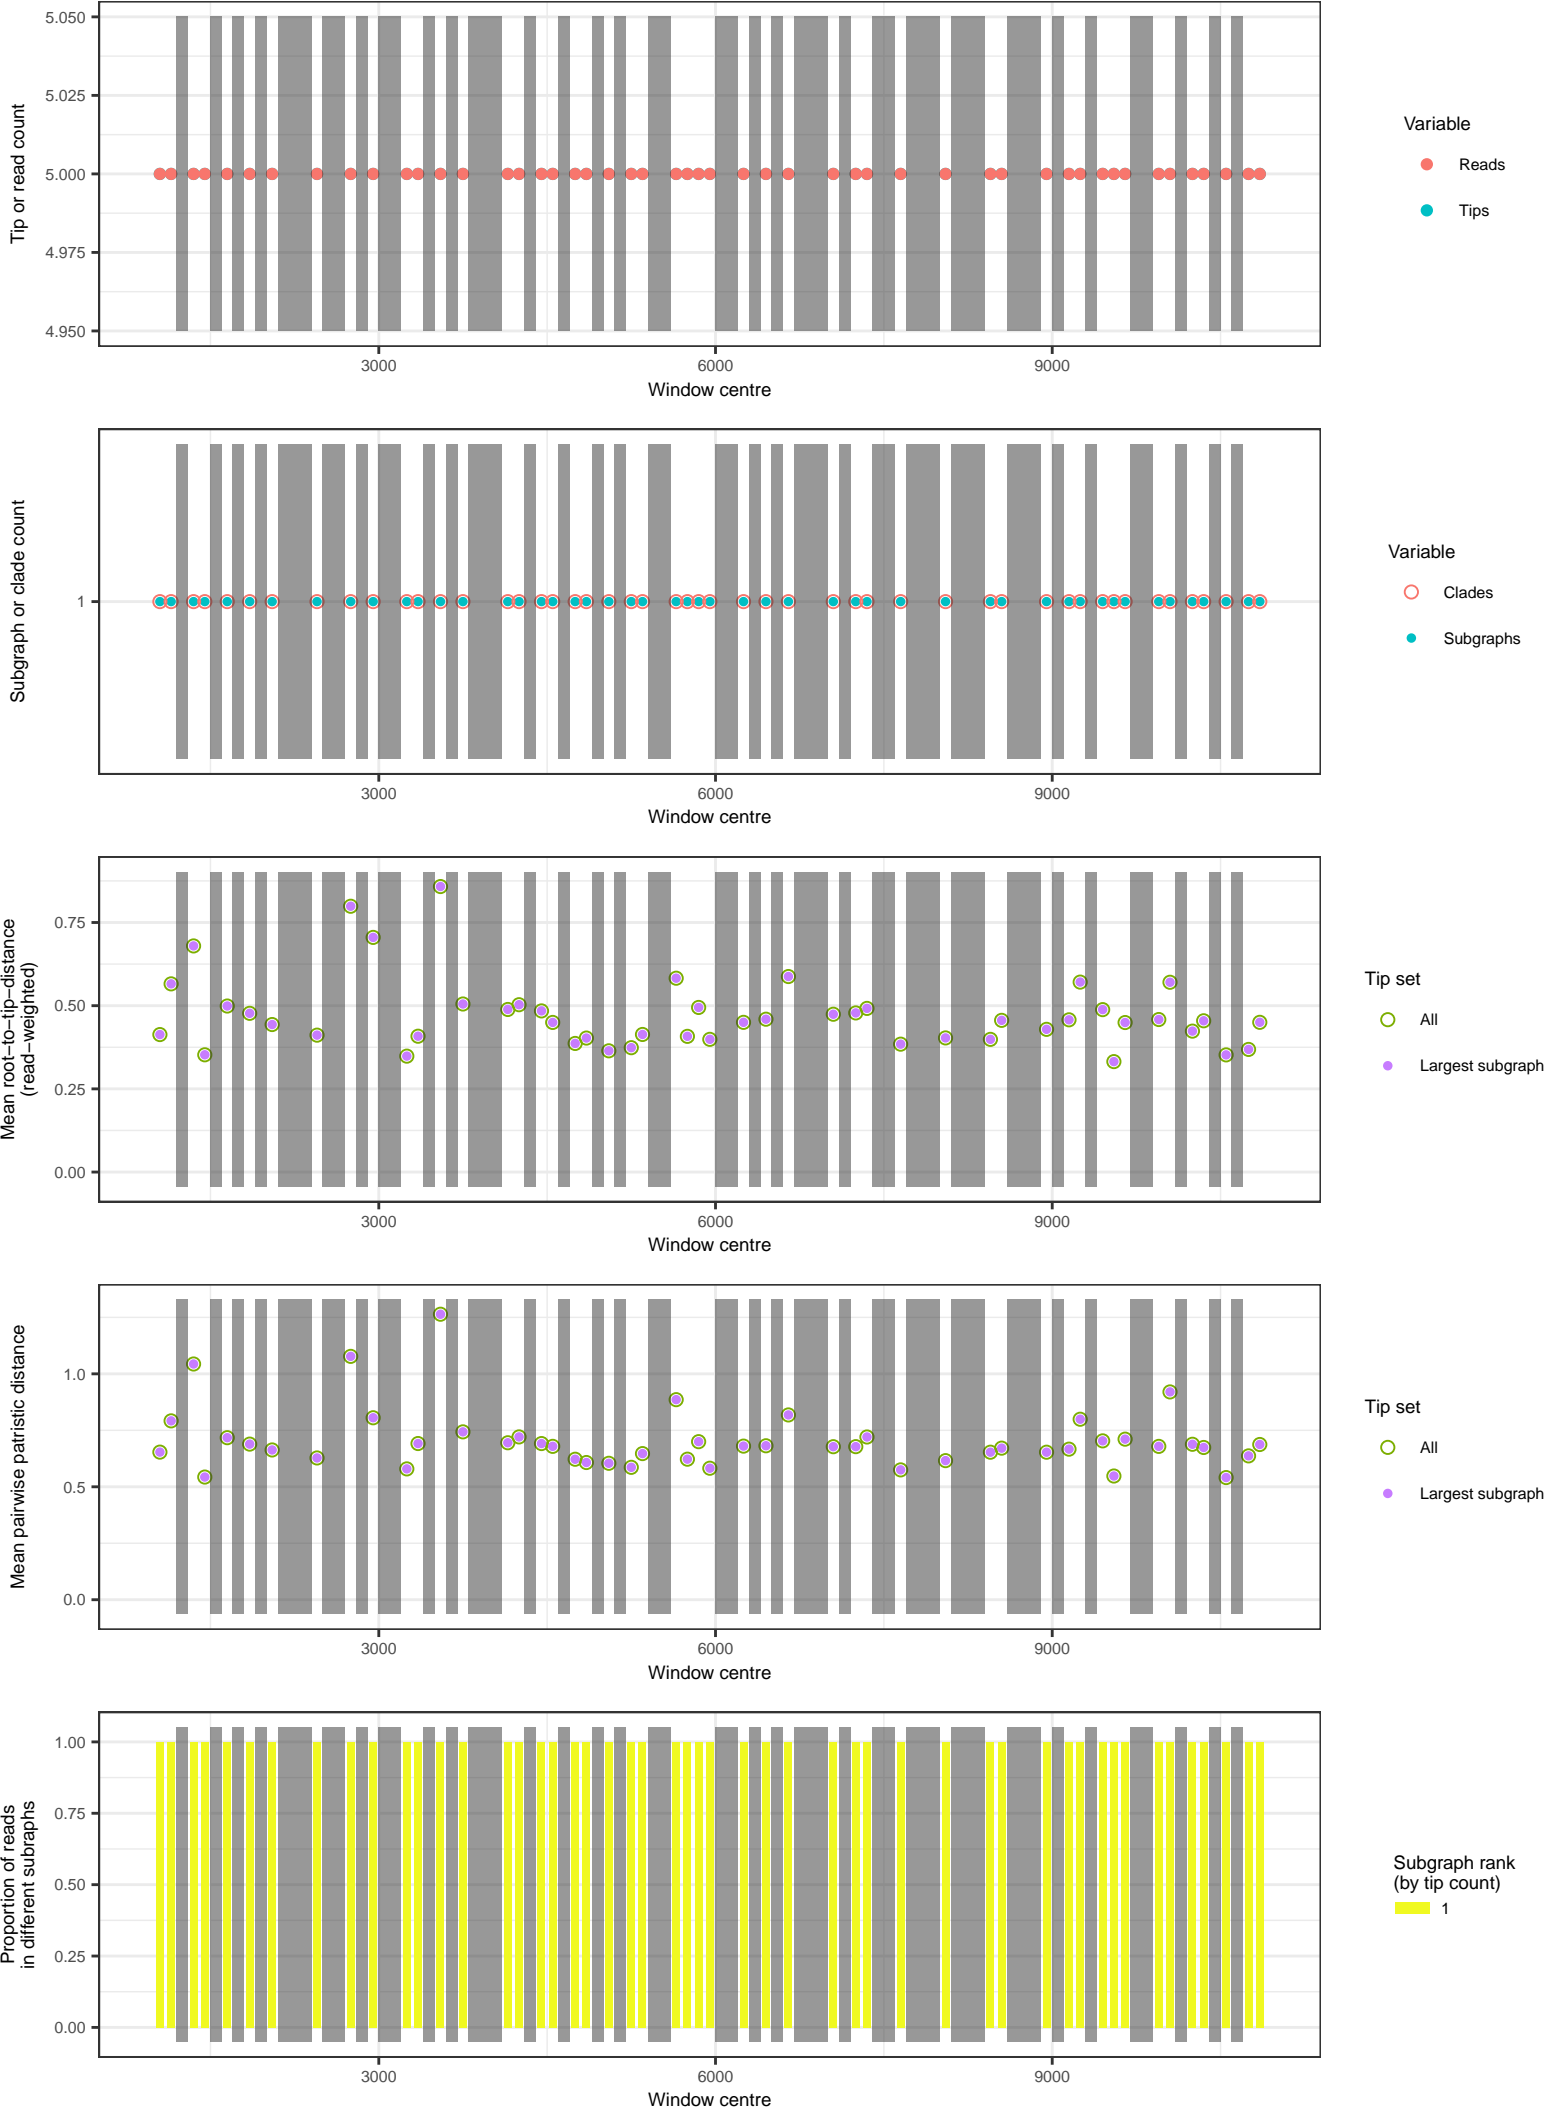 5.050
5.025
5.000
4.975
4.950
Tip or read count
3000 6000 9000
Window centre
Variable
Reads
Tips
1
Subgraph or clade count
3000 6000 9000
Window centre
Variable
Clades
Subgraphs
0.75
0.50
0.25
0.00
Mean root−to−tip−distance
(read−weighted)
3000 6000 9000
Window centre
Tip set
All
Largest subgraph
1.0
0.5
0.0
Mean pairwise patristic distance
3000 6000 9000
Window centre
Tip set
All
Largest subgraph
1.00
0.75
0.50
0.25
0.00
Proportion of reads
in different subraphs
3000 6000 9000
Window centre
Subgraph rank
(by tip count)
1